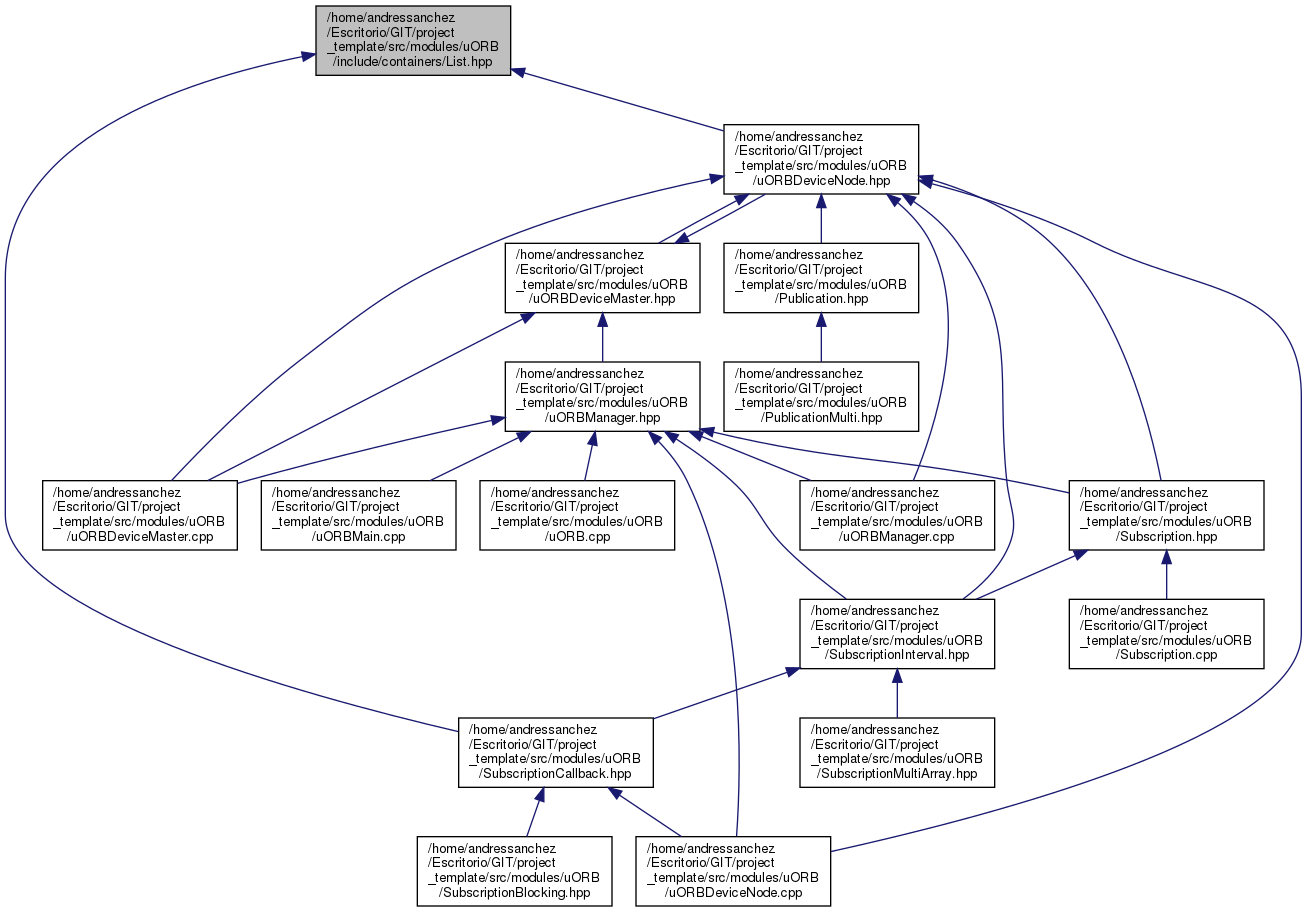 /home/andressanchez
/Escritorio/GIT/project
_template/src/modules/uORB
/include/containers/List.hpp
/home/andressanchez
/Escritorio/GIT/project
_template/src/modules/uORB
/uORBDeviceNode.hpp
/home/andressanchez
/Escritorio/GIT/project
_template/src/modules/uORB
/uORBDeviceMaster.hpp
/home/andressanchez
/Escritorio/GIT/project
_template/src/modules/uORB
/Publication.hpp
/home/andressanchez
/Escritorio/GIT/project
_template/src/modules/uORB
/uORBManager.hpp
/home/andressanchez
/Escritorio/GIT/project
_template/src/modules/uORB
/PublicationMulti.hpp
/home/andressanchez
/Escritorio/GIT/project
_template/src/modules/uORB
/uORBDeviceMaster.cpp
/home/andressanchez
/Escritorio/GIT/project
_template/src/modules/uORB
/uORBMain.cpp
/home/andressanchez
/Escritorio/GIT/project
_template/src/modules/uORB
/uORB.cpp
/home/andressanchez
/Escritorio/GIT/project
_template/src/modules/uORB
/uORBManager.cpp
/home/andressanchez
/Escritorio/GIT/project
_template/src/modules/uORB
/Subscription.hpp
/home/andressanchez
/Escritorio/GIT/project
_template/src/modules/uORB
/SubscriptionInterval.hpp
/home/andressanchez
/Escritorio/GIT/project
_template/src/modules/uORB
/Subscription.cpp
/home/andressanchez
/Escritorio/GIT/project
_template/src/modules/uORB
/SubscriptionCallback.hpp
/home/andressanchez
/Escritorio/GIT/project
_template/src/modules/uORB
/SubscriptionMultiArray.hpp
/home/andressanchez
/Escritorio/GIT/project
_template/src/modules/uORB
/SubscriptionBlocking.hpp
/home/andressanchez
/Escritorio/GIT/project
_template/src/modules/uORB
/uORBDeviceNode.cpp